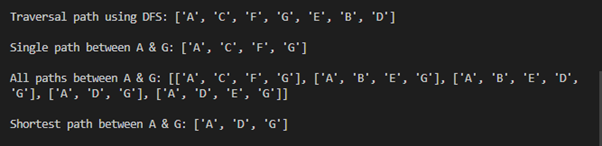 Traversal path using DFS: ['A', 'C', 'F', 'G', 'E', 'B', 'D']
Single path between A & G: ['A', 'C', 'F', 'G']
All paths between A & G: [['A', 'C', 'F', 'G'], ['A', 'B', 'E', 'G'], ['A', 'B', 'E', 'D',
'G'], ['A', 'D', 'G'], ['A', 'D', 'E', 'G']]
Shortest path between A & G: ['A', 'D', 'G']